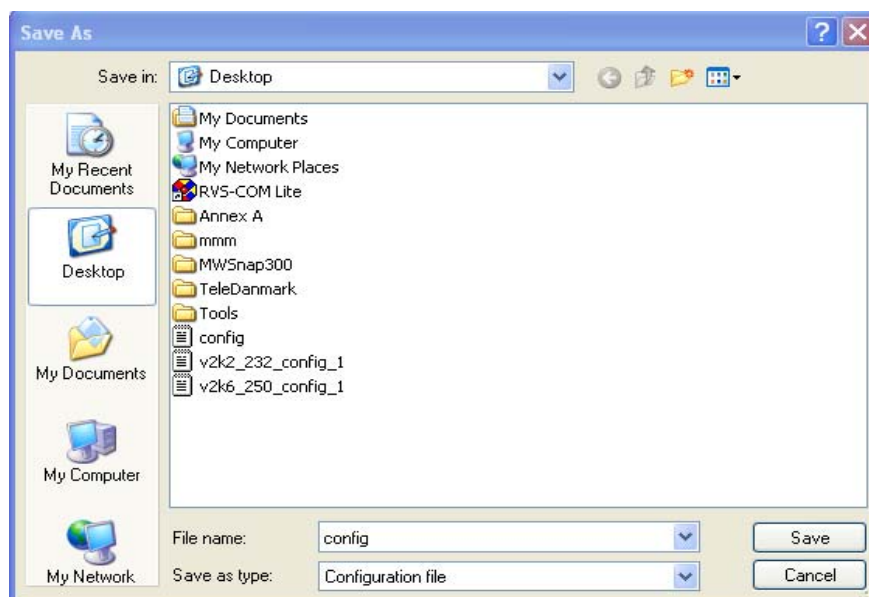 Save As
Save in:
Desktop
My Recent
Documents
Desktop
My Documents
My Computer
My Network
My Documents
My Computer
My Network Places
RVS-COM Lite
Annex A
mmm
MWSnap300
TeleDanmark
Tools
config
v2k2_232_config_1
v2k6_250_config_1
File name:
config
Save
Save as type:
Configuration file
Cancel